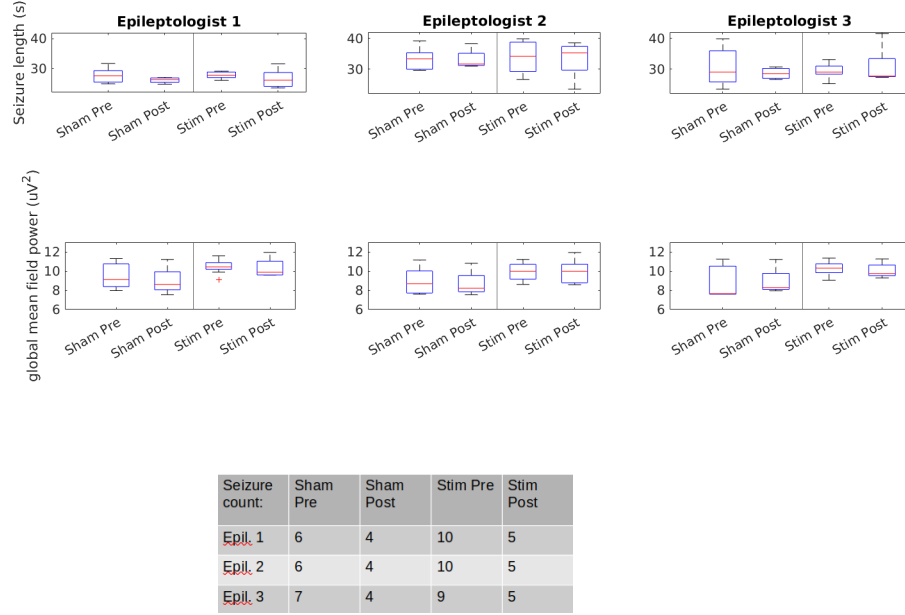 Epileptologist 1
Epileptologist 2
Epileptologist 3
Seizure length (s)
40
30
Sham Pre
Sham Post
Stim Pre
Stim Post
40
30
Sham Pre
Sham Post
Stim Pre
Stim Post
40
30
Sham Pre
Sham Post
Stim Pre
Stim Post
global mean field power (uV²)
12
10
8
6
Sham Pre
Sham Post
Stim Pre
Stim Post
12
10
8
6
Sham Pre
Sham Post
Stim Pre
Stim Post
12
10
8
6
Sham Pre
Sham Post
Stim Pre
Stim Post
Seizure count: Sham Pre Sham Post Stim Pre Stim Post
Epil. 1 6 4 10 5
Epil. 2 6 4 10 5
Epil. 3 7 4 9 5